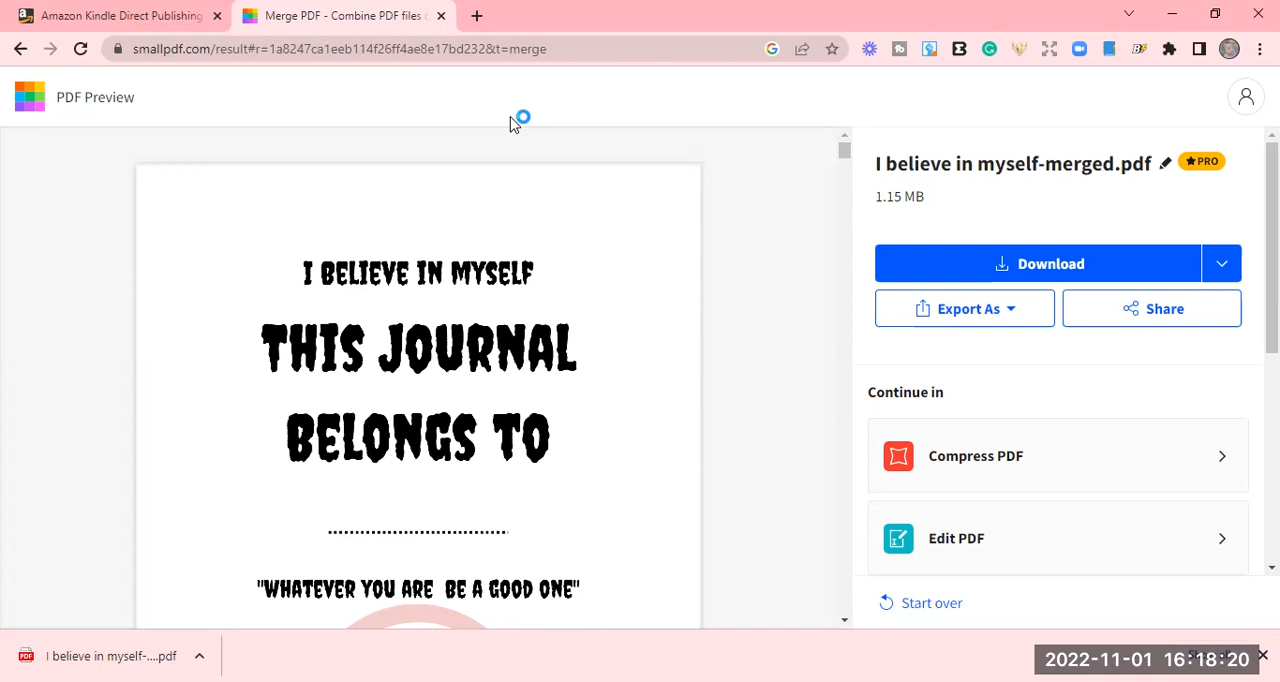 Amazon Kindle Direct Publishing
Merge PDF - Combine PDF files
smallpdf.com/result#r=1a8247ca1eeb114f26ff4ae8e17bd232&t=merge
PDF Preview
I believe in myself-merged.pdf
PRO
1.15 MB
Download
Export As
Share
Continue in
Compress PDF
Edit PDF
Start over
I BELIEVE IN MYSELF
THIS JOURNAL
BELONGS TO
"WHATEVER YOU ARE BE A GOOD ONE"
PDF
I believe in myself-....pdf
2022-11-01 16:18:20